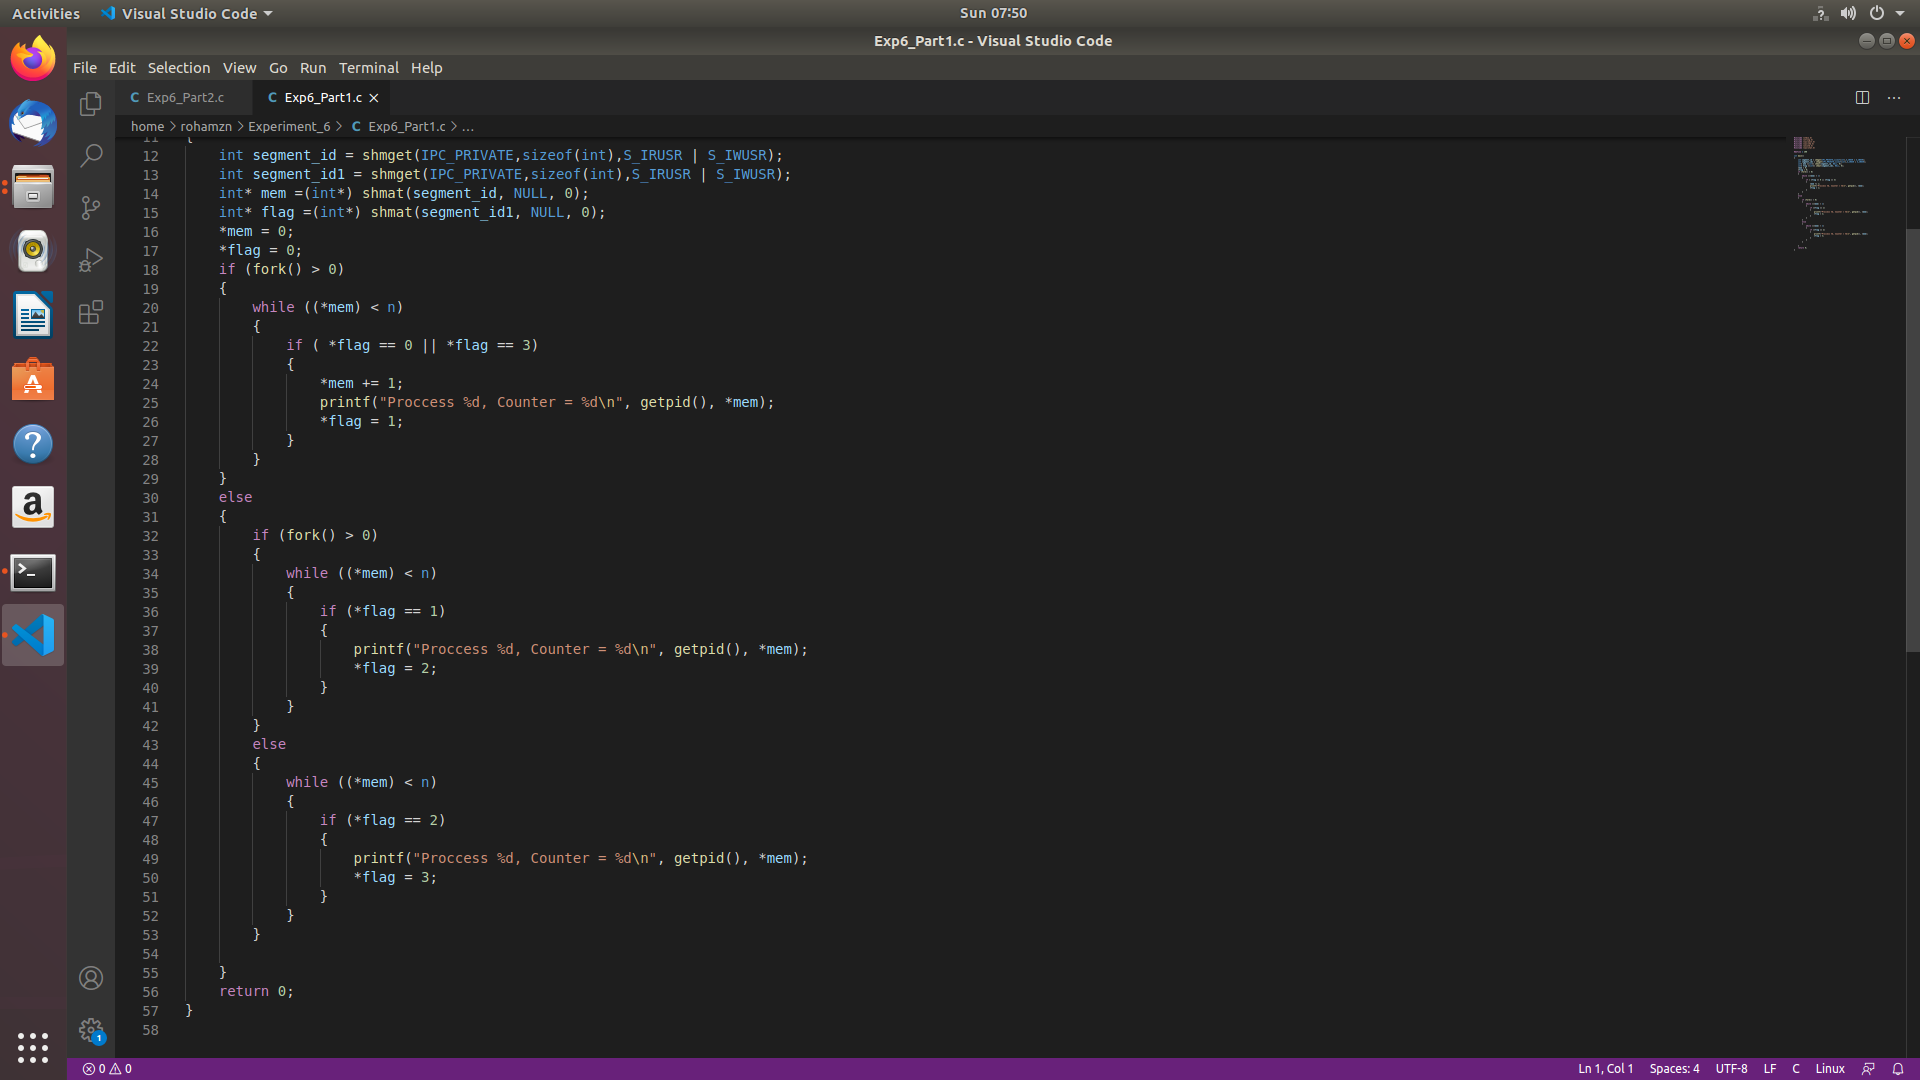 Activities Visual Studio Code Sun 07:50
Exp6_Part1.c - Visual Studio Code
File Edit Selection View Go Run Terminal Help
C Exp6_Part2.c C Exp6_Part1.c
home > rohamzn > Experiment_6 > C Exp6_Part1.c > ...
11 {
12 int segment_id = shmget(IPC_PRIVATE,sizeof(int),S_IRUSR | S_IWUSR);
13 int segment_id1 = shmget(IPC_PRIVATE,sizeof(int),S_IRUSR | S_IWUSR);
14 int* mem =(int*) shmat(segment_id, NULL, 0);
15 int* flag =(int*) shmat(segment_id1, NULL, 0);
16 *mem = 0;
17 *flag = 0;
18 if (fork() > 0)
19 {
20 while ((*mem) < n)
21 {
22 if ( *flag == 0 || *flag == 3)
23 {
24 *mem += 1;
25 printf("Proccess %d, Counter = %d\n", getpid(), *mem);
26 *flag = 1;
27 }
28 }
29 }
30 else
31 {
32 if (fork() > 0)
33 {
34 while ((*mem) < n)
35 {
36 if (*flag == 1)
37 {
38 printf("Proccess %d, Counter = %d\n", getpid(), *mem);
39 *flag = 2;
40 }
41 }
42 }
43 else
44 {
45 while ((*mem) < n)
46 {
47 if (*flag == 2)
48 {
49 printf("Proccess %d, Counter = %d\n", getpid(), *mem);
50 *flag = 3;
51 }
52 }
53 }
54
55 }
56 return 0;
57 }
58
1
0 0 Ln 1, Col 1 Spaces: 4 UTF-8 LF C Linux